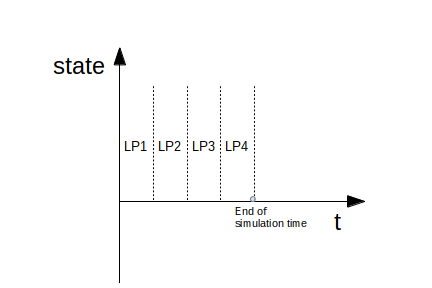 state
LP1 LP2 LP3 LP4
End of
simulation time
t